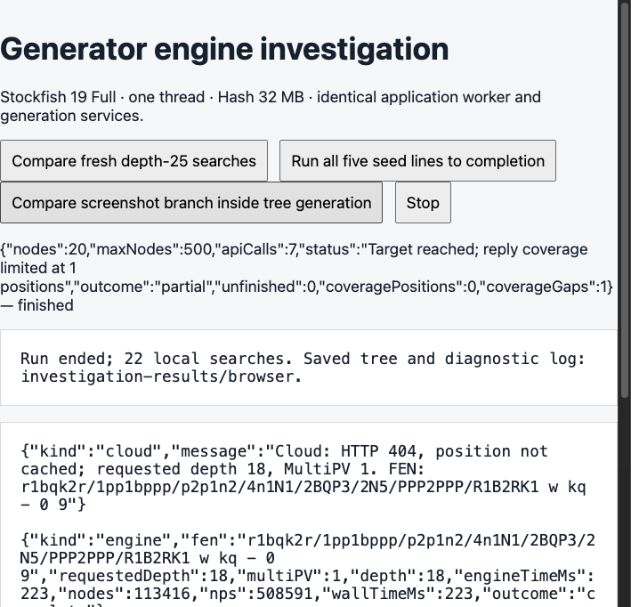 Generator engine investigation
Stockfish 19 Full · one thread · Hash 32 MB · identical application worker and
generation services.
Compare fresh depth-25 searches
Run all five seed lines to completion
Compare screenshot branch inside tree generation
Stop
{"nodes":20,"maxNodes":500,"apiCalls":7,"status":"Target reached; reply coverage
limited at 1
positions","outcome":"partial","unfinished":0,"coveragePositions":0,"coverageGaps":1}
— finished
Run ended; 22 local searches. Saved tree and diagnostic log:
investigation-results/browser.
{"kind":"cloud","message":"Cloud: HTTP 404, position not
cached; requested depth 18, MultiPV 1. FEN:
r1bqk2r/1pp1bppp/p2p1n2/4n1N1/2BQP3/2N5/PPP2PPP/R1B2RK1 w kq
- 0 9"}
{"kind":"engine","fen":"r1bqk2r/1pp1bppp/p2p1n2/4n1N1/2BQP3/2
N5/PPP2PPP/R1B2RK1 w kq - 0
9","requestedDepth":18,"multiPV":1,"depth":18,"engineTimeMs":
223,"nodes":113416,"nps":508591,"wallTimeMs":223,"outcome":"c